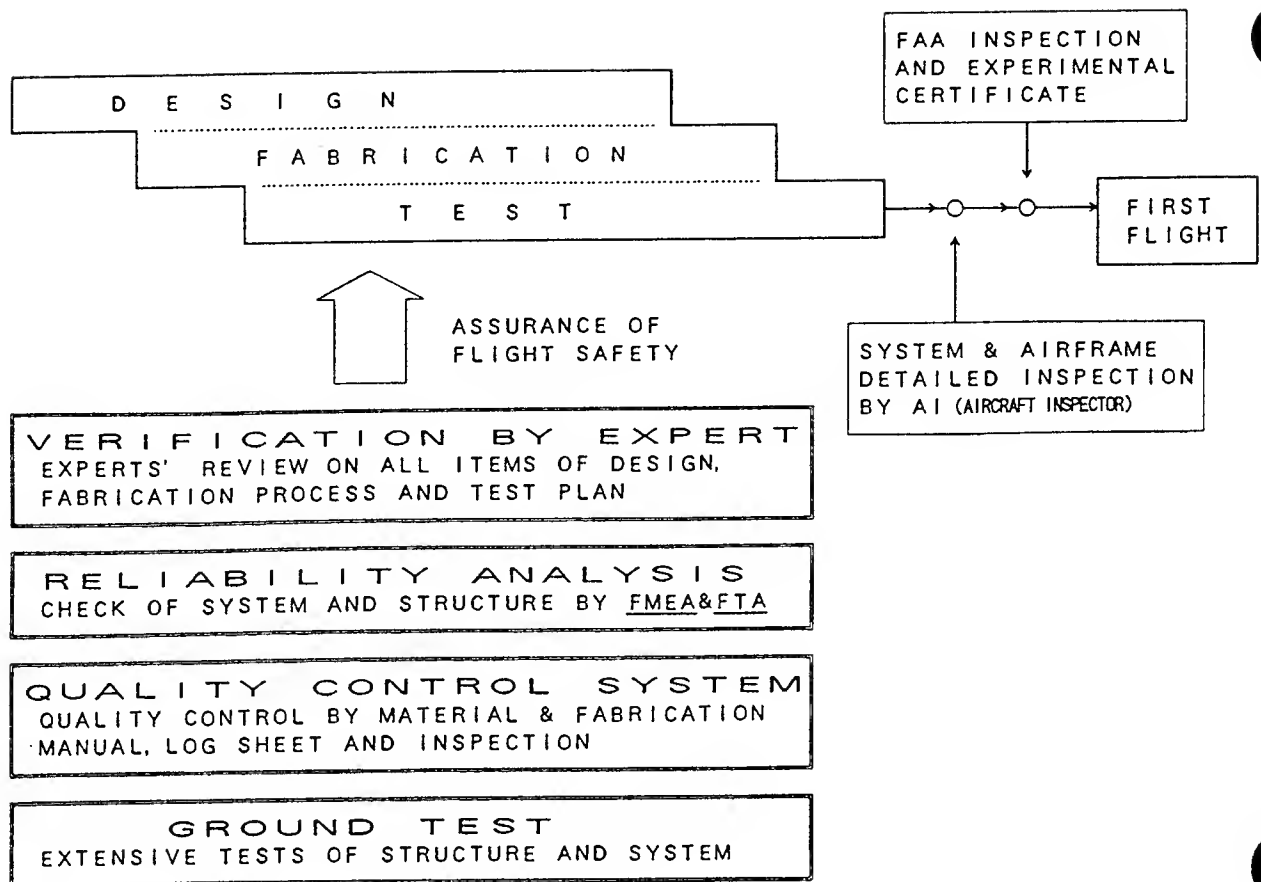 FAA INSPECTION
AND EXPERIMENTAL
CERTIFICATE
DESIGN
FABRICATION
TEST
FIRST
FLIGHT
ASSURANCE OF
FLIGHT SAFETY
SYSTEM & AIRFRAME
DETAILED INSPECTION
BY AI (AIRCRAFT INSPECTOR)
VERIFICATION BY EXPERT
EXPERTS' REVIEW ON ALL ITEMS OF DESIGN,
FABRICATION PROCESS AND TEST PLAN
RELIABILITY ANALYSIS
CHECK OF SYSTEM AND STRUCTURE BY FMEA&FTA
QUALITY CONTROL SYSTEM
QUALITY CONTROL BY MATERIAL & FABRICATION
MANUAL, LOG SHEET AND INSPECTION
GROUND TEST
EXTENSIVE TESTS OF STRUCTURE AND SYSTEM